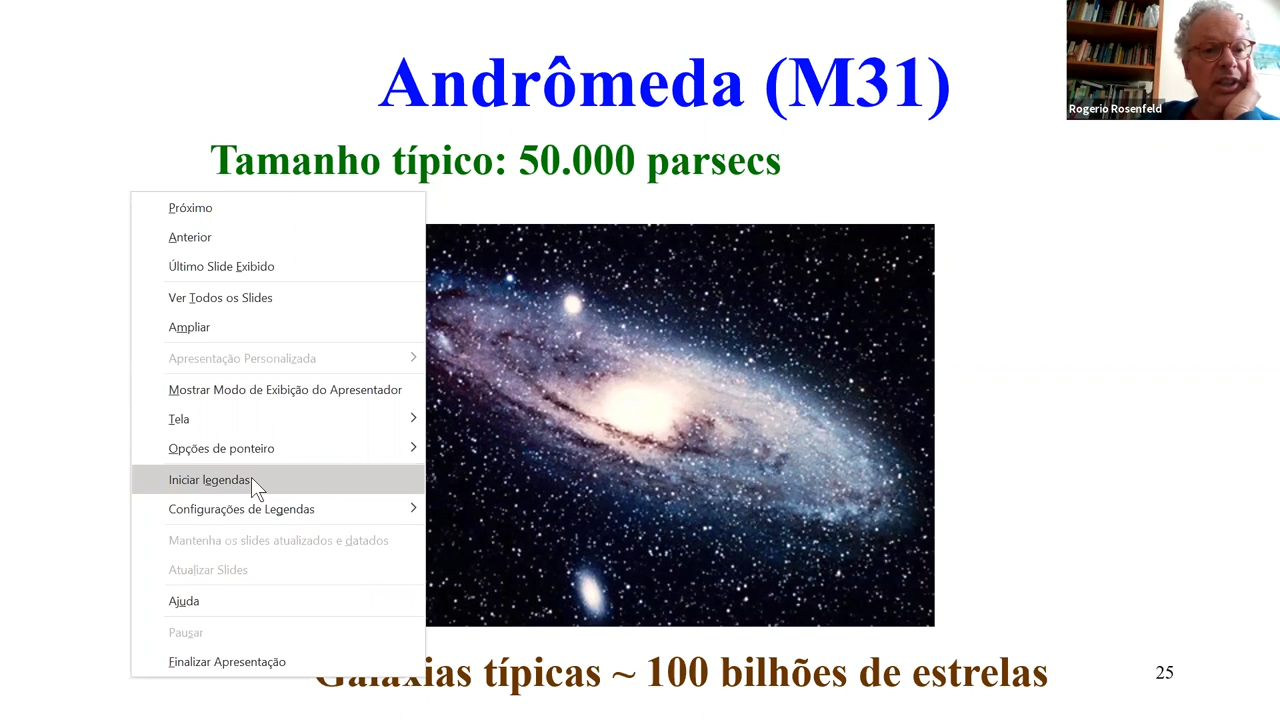 Andrômeda (M31)
Rogerio Rosenfeld
Tamanho típico: 50.000 parsecs
Próximo
Anterior
Último Slide Exibido
Ver Todos os Slides
Ampliar
Apresentação Personalizada
Mostrar Modo de Exibição do Apresentador
Tela
Opções de ponteiro
Iniciar legendas
Configurações de Legendas
Mantenha os slides atualizados e datados
Atualizar Slides
Ajuda
Pausar
Finalizar Apresentação
Galáxias típicas ~ 100 bilhões de estrelas
25